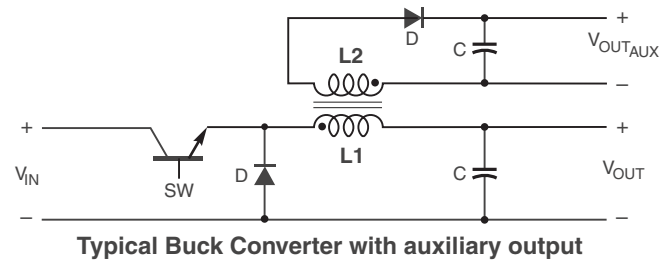 D
C
+
V_OUT_AUX
–
L2
+
V_IN
–
SW
D
L1
C
+
V_OUT
–
Typical Buck Converter with auxiliary output